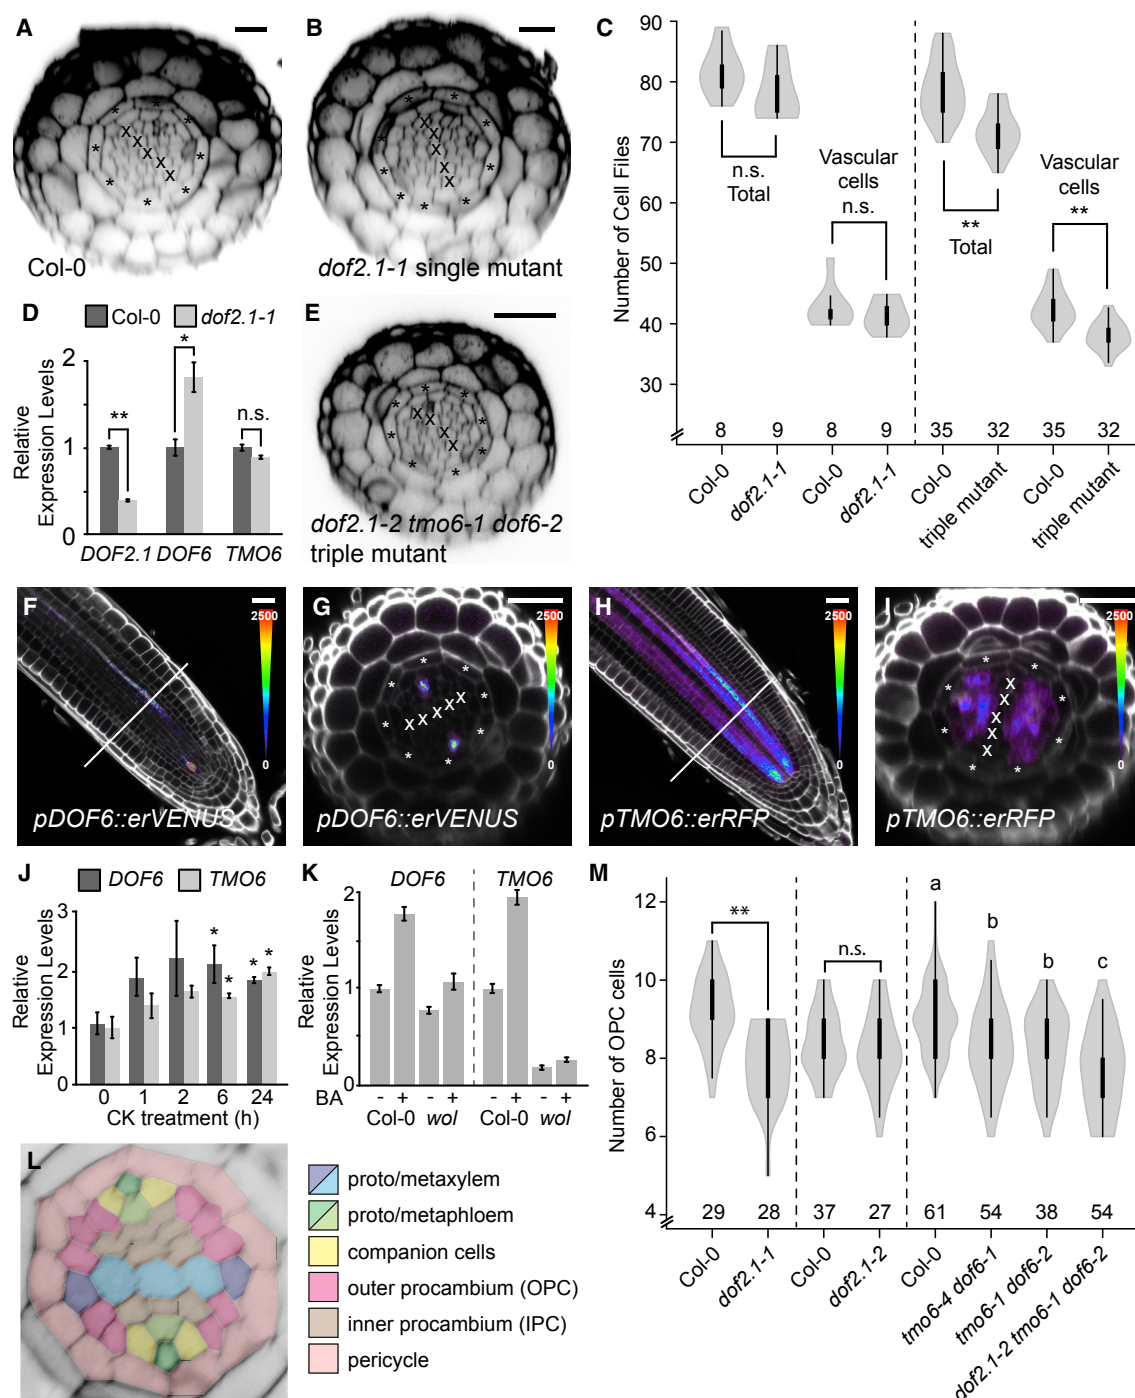 A
Col-0
B
dof2.1-1 single mutant
C
Number of Cell Files
90
80
70
60
50
40
30
n.s.
Total
Vascular
cells
n.s.
**
Total
Vascular
cells
**
8 9 8 9 35 32 35 32
Col-0 dof2.1-1 Col-0 dof2.1-1 Col-0 triple mutant Col-0 triple mutant
D
Col-0 dof2.1-1
Relative
Expression Levels
2
1
0
** * n.s.
DOF2.1 DOF6 TMO6
E
dof2.1-2 tmo6-1 dof6-2
triple mutant
F
2500
0
pDOF6::erVENUS
G
2500
0
pDOF6::erVENUS
H
2500
0
pTMO6::erRFP
I
2500
0
pTMO6::erRFP
J
DOF6 TMO6
Relative
Expression Levels
3
2
1
0
* * * *
0 1 2 6 24
CK treatment (h)
K
DOF6 TMO6
Relative
Expression Levels
2
1
0
BA - + - + - + - +
Col-0 wol Col-0 wol
L
proto/metaxylem
proto/metaphloem
companion cells
outer procambium (OPC)
inner procambium (IPC)
pericycle
M
Number of OPC cells
12
10
8
6
4
** n.s. a b b c
29 28 37 27 61 54 38 54
Col-0 dof2.1-1 Col-0 dof2.1-2 Col-0 tmo6-4 dof6-1 tmo6-1 dof6-2 dof2.1-2 tmo6-1 dof6-2